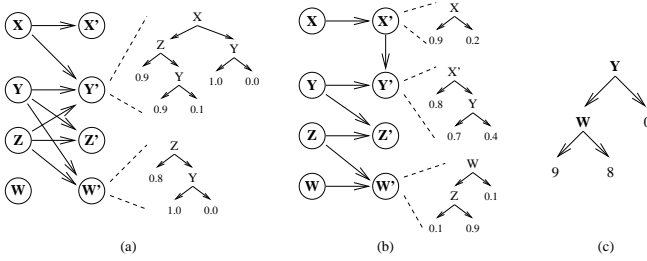 X X' X
Z Y
0.9 Y 1.0 0.0
0.9 0.1
Y Y'
Z Z'
Z
0.8 Y
1.0 0.0
W W'
(a)
X X' X
0.9 0.2
Y Y' X'
0.8 Y
0.7 0.4
Z Z'
W
Z 0.1
0.1 0.9
W W'
(b)
Y
W
9 8
(c)